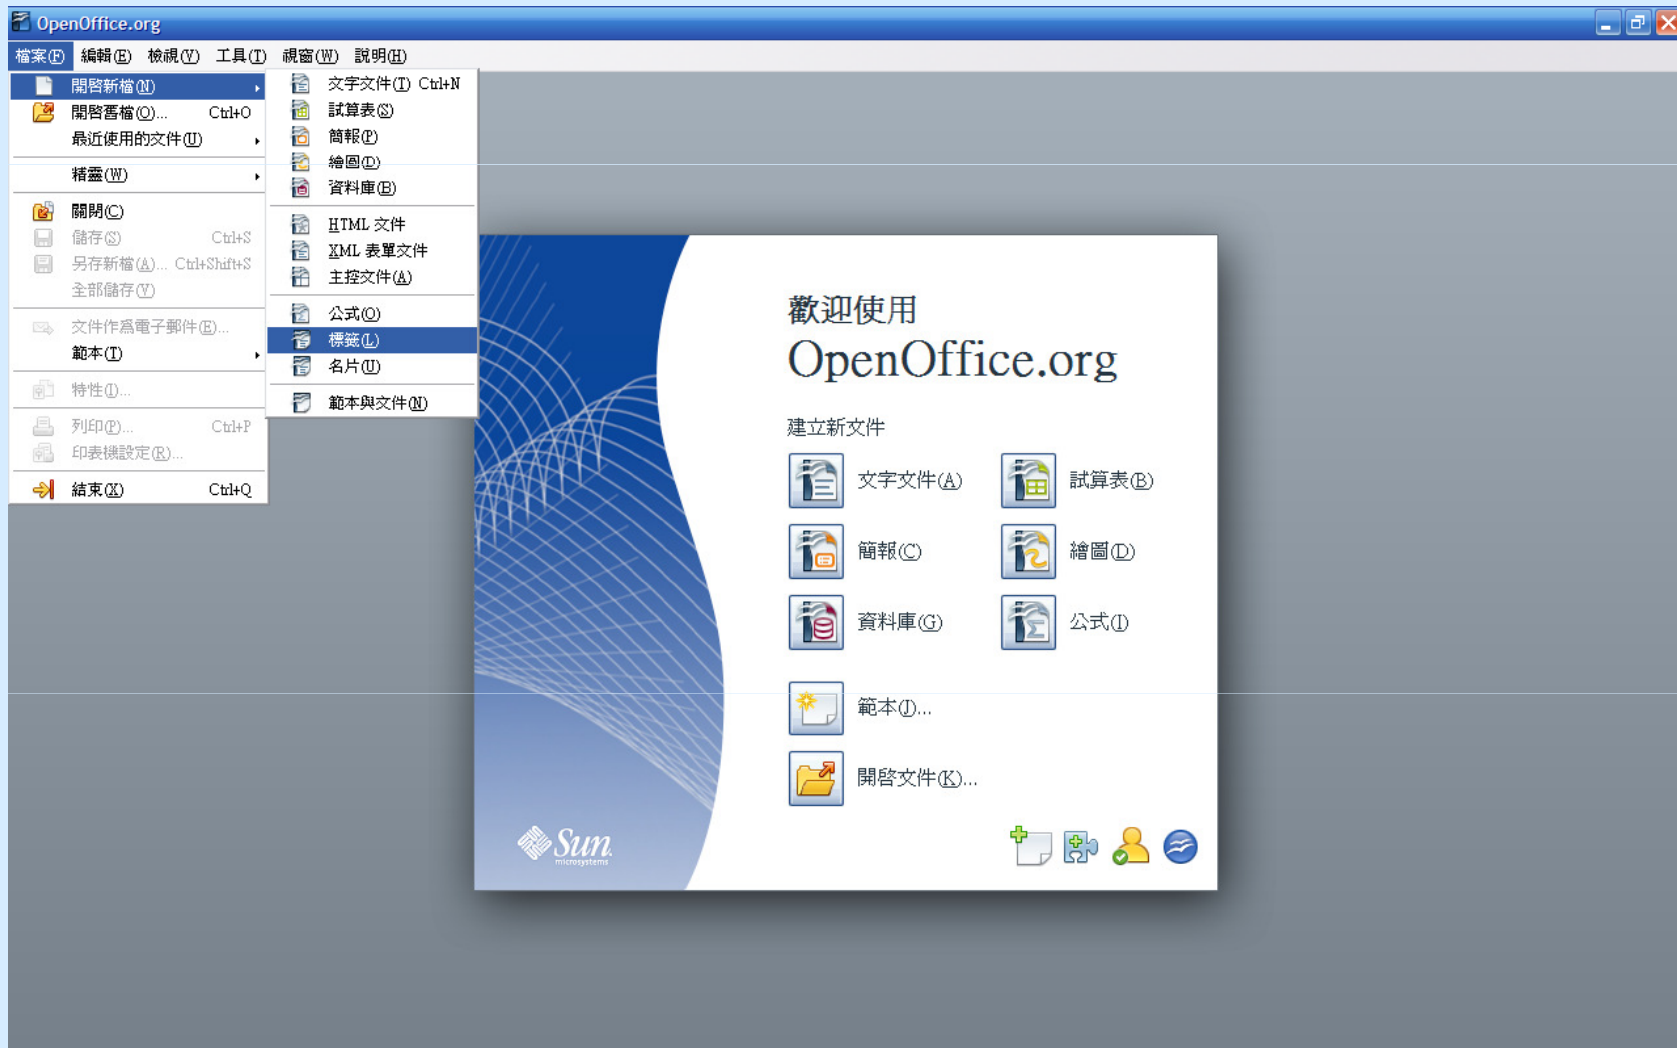 OpenOffice.org
檔案(F) 編輯(E) 檢視(V) 工具(T) 視窗(W) 說明(H)
開啓新檔(N)
開啓舊檔(O)... Ctrl+O
最近使用的文件(U)
精靈(W)
關閉(C)
儲存(S) Ctrl+S
另存新檔(A)... Ctrl+Shift+S
全部儲存(V)
文件作爲電子郵件(E)...
範本(T)
特性(I)...
列印(P)... Ctrl+P
印表機設定(R)...
結束(X) Ctrl+Q
文字文件(T) Ctrl+N
試算表(S)
簡報(P)
繪圖(D)
資料庫(B)
HTML 文件
XML 表單文件
主控文件(A)
公式(O)
標籤(L)
名片(U)
範本與文件(N)
歡迎使用
OpenOffice.org
建立新文件
文字文件(A) 試算表(B)
簡報(C) 繪圖(D)
資料庫(G) 公式(I)
範本(J)...
開啓文件(K)...
Sun
microsystems